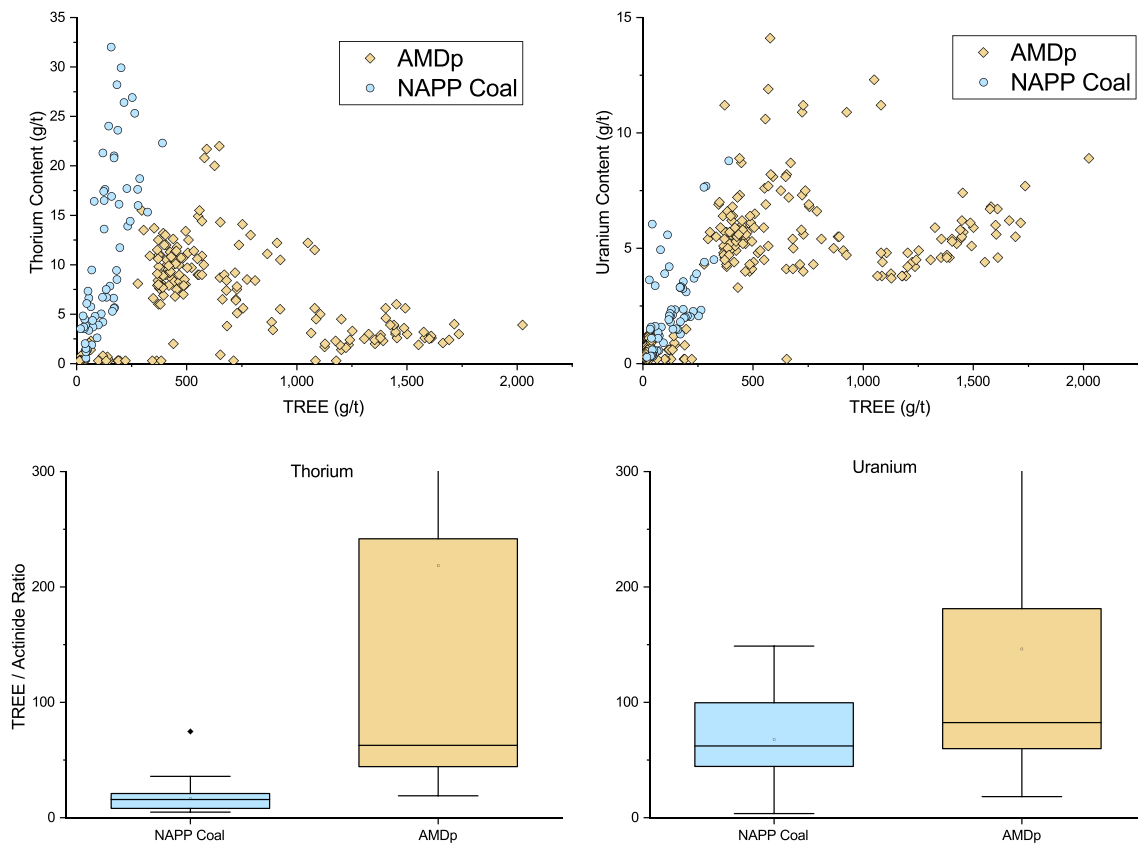 35
30
25
20
15
10
5
0
Thorium Content (g/t)
AMDp
NAPP Coal
0
500
1,000
1,500
2,000
TREE (g/t)
15
10
5
0
Uranium Content (g/t)
AMDp
NAPP Coal
0
500
1,000
1,500
2,000
TREE (g/t)
Thorium
300
200
100
0
TREE / Actinide Ratio
NAPP Coal
AMDp
Uranium
300
200
100
0
NAPP Coal
AMDp